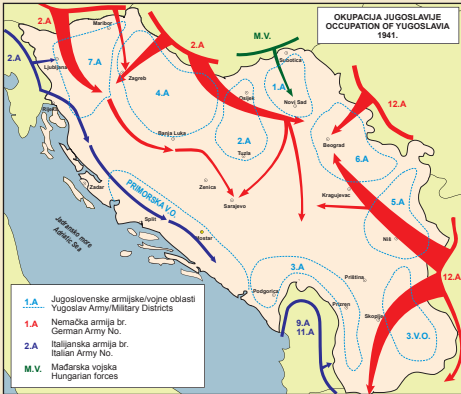 OKUPACIJA JUGOSLAVIJE
OCCUPATION OF YUGOSLAVIA
1941.
2.A
M.V.
2.A
Maribor
2.A
7.A
Ljubljena
Zagreb
4.A
Subotica
1.A
Osijek
Novi Sad
12.A
Rijeka
Banja Luka
2.A
Tuzla
Beograd
6.A
Zadar
PRIMORSKA V.O.
Zenica
Sarajevo
Kragujevac
5.A
Split
Mostar
Niš
Jadransko more
Adriatic Sea
3.A
Podgorica
Priština
Prizren
12.A
Skoplje
3.V.O.
9.A
11.A
1.A Jugoslovenske armijske/vojne oblasti
Yugoslav Army/Military Districts
1.A Nemačka armija br.
German Army No.
2.A Italijanska armija br.
Italian Army No.
M.V. Mađarska vojska
Hungarian forces